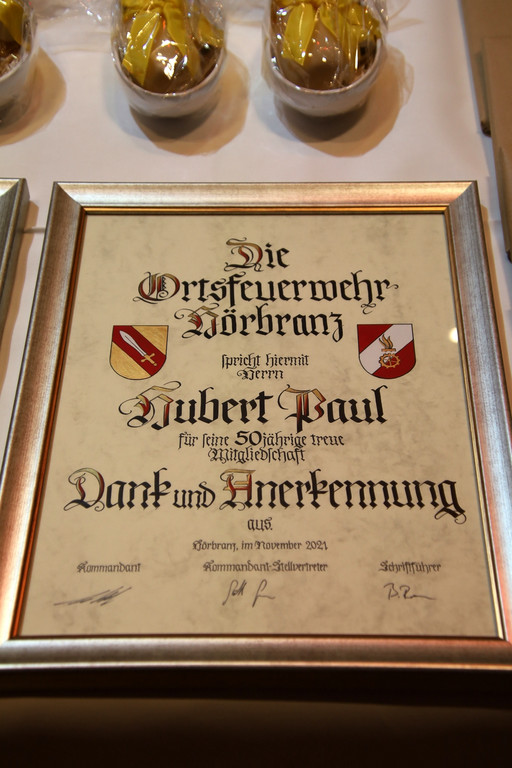 Die
Ortsfeuerwehr
Hörbranz
spricht hiermit
Herrn
Hubert Paul
für seine 50jährige treue
Mitgliedschaft
Dank und Anerkennung
aus
Hörbranz, im November 2021
Kommandant Kommandant-Stellvertreter Schriftführer